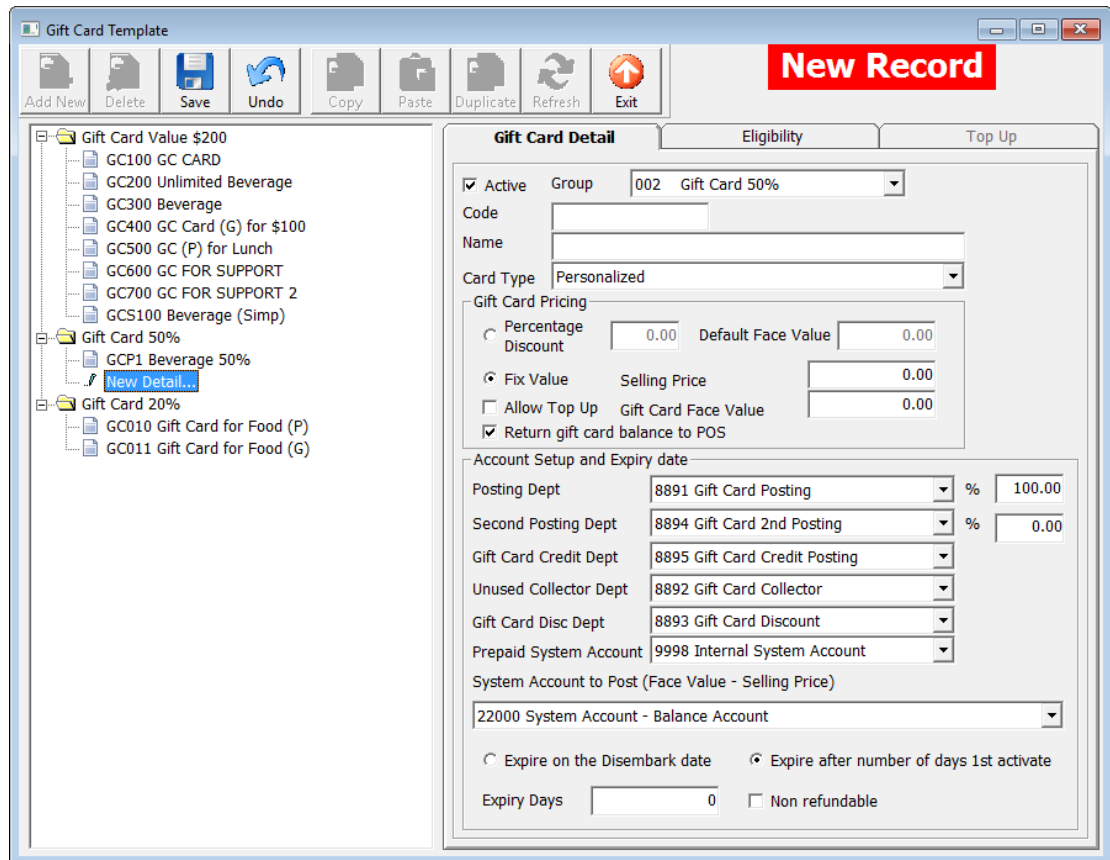 Gift Card Template
Add New Delete Save Undo Copy Paste Duplicate Refresh Exit
New Record
Gift Card Value $200
GC100 GC CARD
GC200 Unlimited Beverage
GC300 Beverage
GC400 GC Card (G) for $100
GC500 GC (P) for Lunch
GC600 GC FOR SUPPORT
GC700 GC FOR SUPPORT 2
GCS100 Beverage (Simp)
Gift Card 50%
GCP1 Beverage 50%
New Detail...
Gift Card 20%
GC010 Gift Card for Food (P)
GC011 Gift Card for Food (G)
Gift Card Detail Eligibility Top Up
Active Group 002 Gift Card 50%
Code
Name
Card Type Personalized
Gift Card Pricing
Percentage
Discount 0.00 Default Face Value 0.00
Fix Value Selling Price 0.00
Allow Top Up Gift Card Face Value 0.00
Return gift card balance to POS
Account Setup and Expiry date
Posting Dept 8891 Gift Card Posting % 100.00
Second Posting Dept 8894 Gift Card 2nd Posting % 0.00
Gift Card Credit Dept 8895 Gift Card Credit Posting
Unused Collector Dept 8892 Gift Card Collector
Gift Card Disc Dept 8893 Gift Card Discount
Prepaid System Account 9998 Internal System Account
System Account to Post (Face Value - Selling Price)
22000 System Account - Balance Account
Expire on the Disembark date Expire after number of days 1st activate
Expiry Days 0 Non refundable